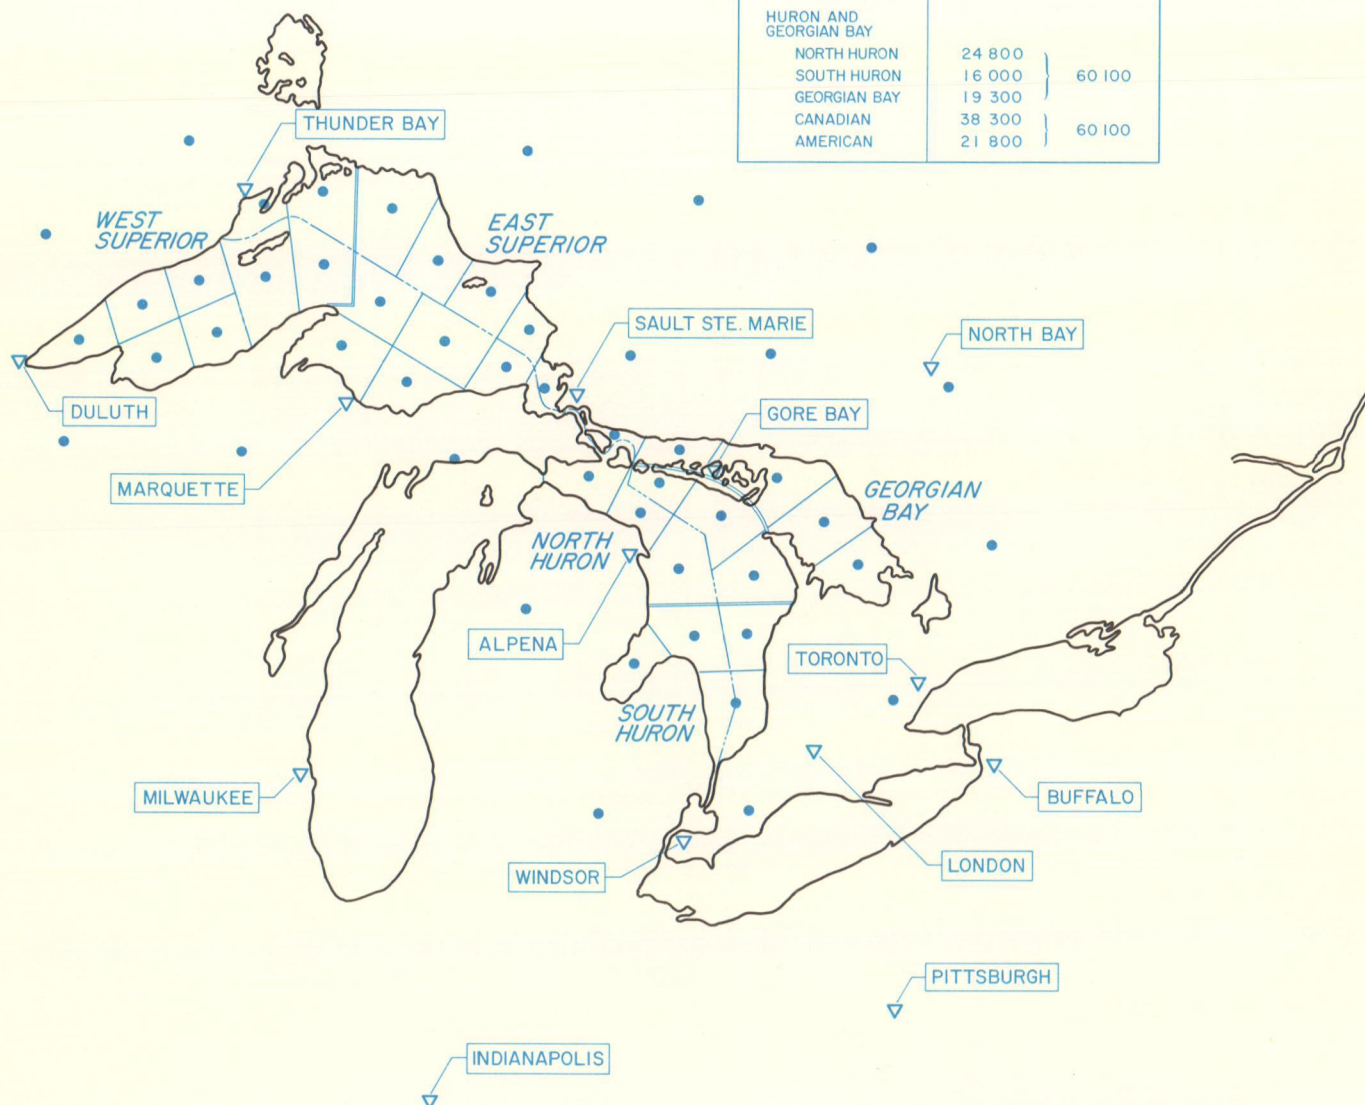 HURON AND
GEORGIAN BAY
NORTH HURON 24 800
SOUTH HURON 16 000 60 100
GEORGIAN BAY 19 300
CANADIAN 38 300
AMERICAN 21 800 60 100
THUNDER BAY
WEST
SUPERIOR
EAST
SUPERIOR
SAULT STE. MARIE
NORTH BAY
DULUTH
GORE BAY
MARQUETTE
GEORGIAN
BAY
NORTH
HURON
ALPENA
TORONTO
SOUTH
HURON
MILWAUKEE
BUFFALO
WINDSOR
LONDON
PITTSBURGH
INDIANAPOLIS